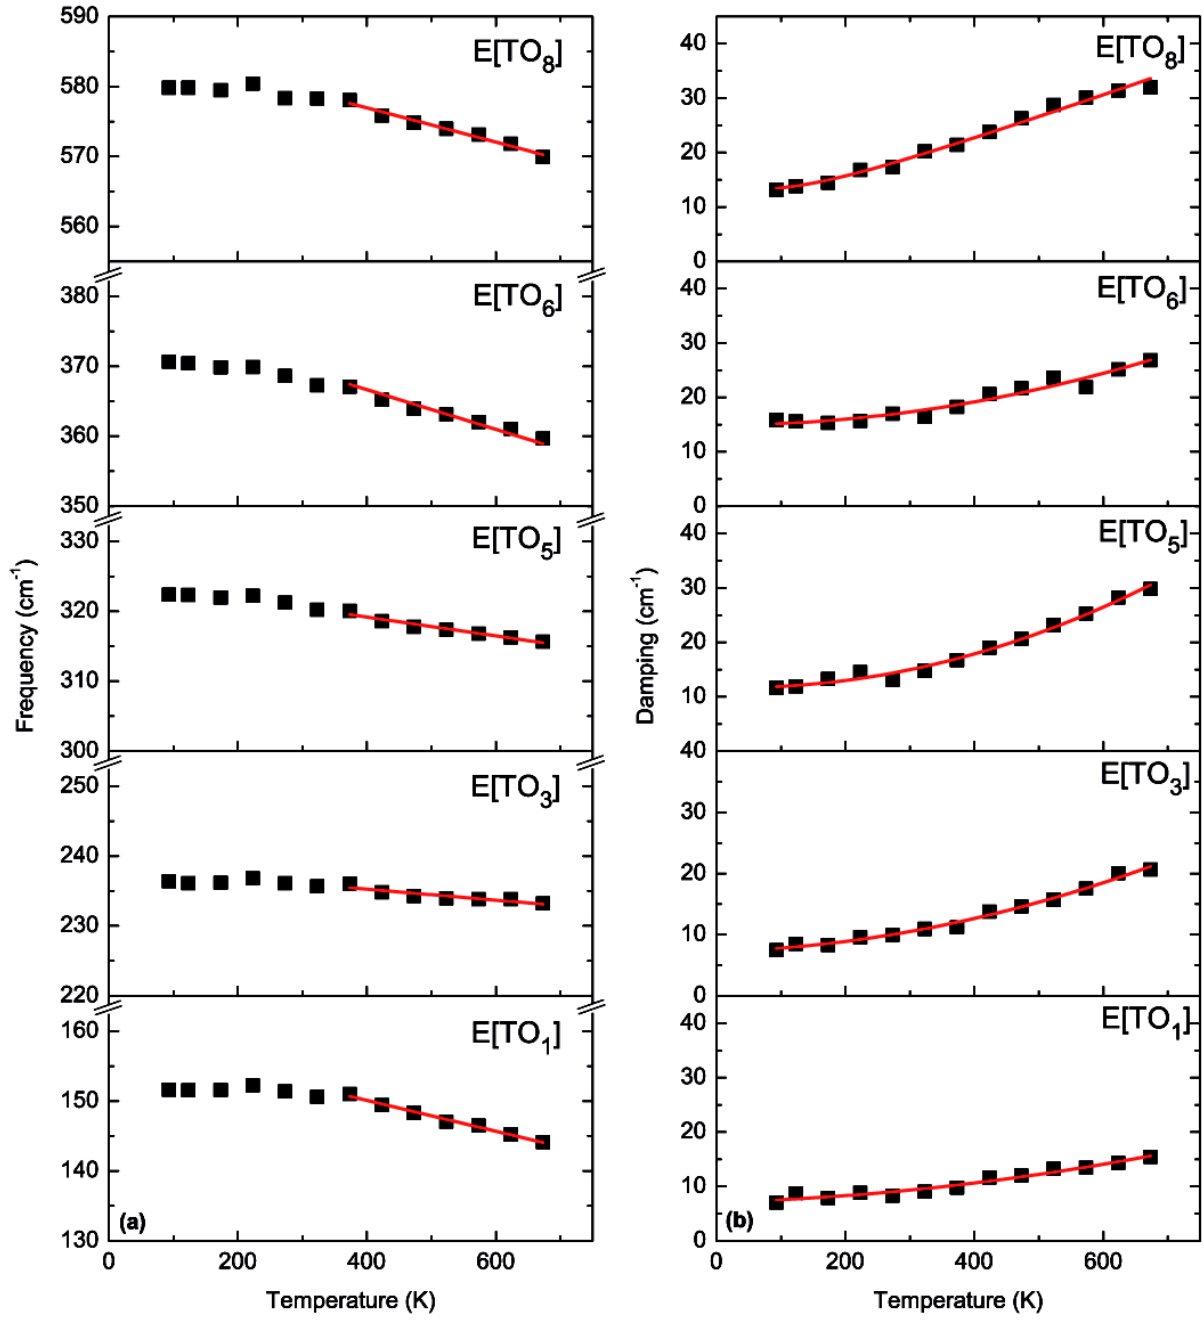 590
E[TO8]
580
570
560
380
E[TO6]
370
360
350
330
E[TO5]
320
310
300
250
E[TO3]
240
230
220
160
E[TO1]
150
140
130
(a)
0 200 400 600
Temperature (K)
Frequency (cm-1)
40
E[TO8]
30
20
10
0
40
E[TO6]
30
20
10
0
40
E[TO5]
30
20
10
40
E[TO3]
30
20
10
0
40
E[TO1]
30
20
10
0
(b)
0 200 400 600
Temperature (K)
Damping (cm-1)